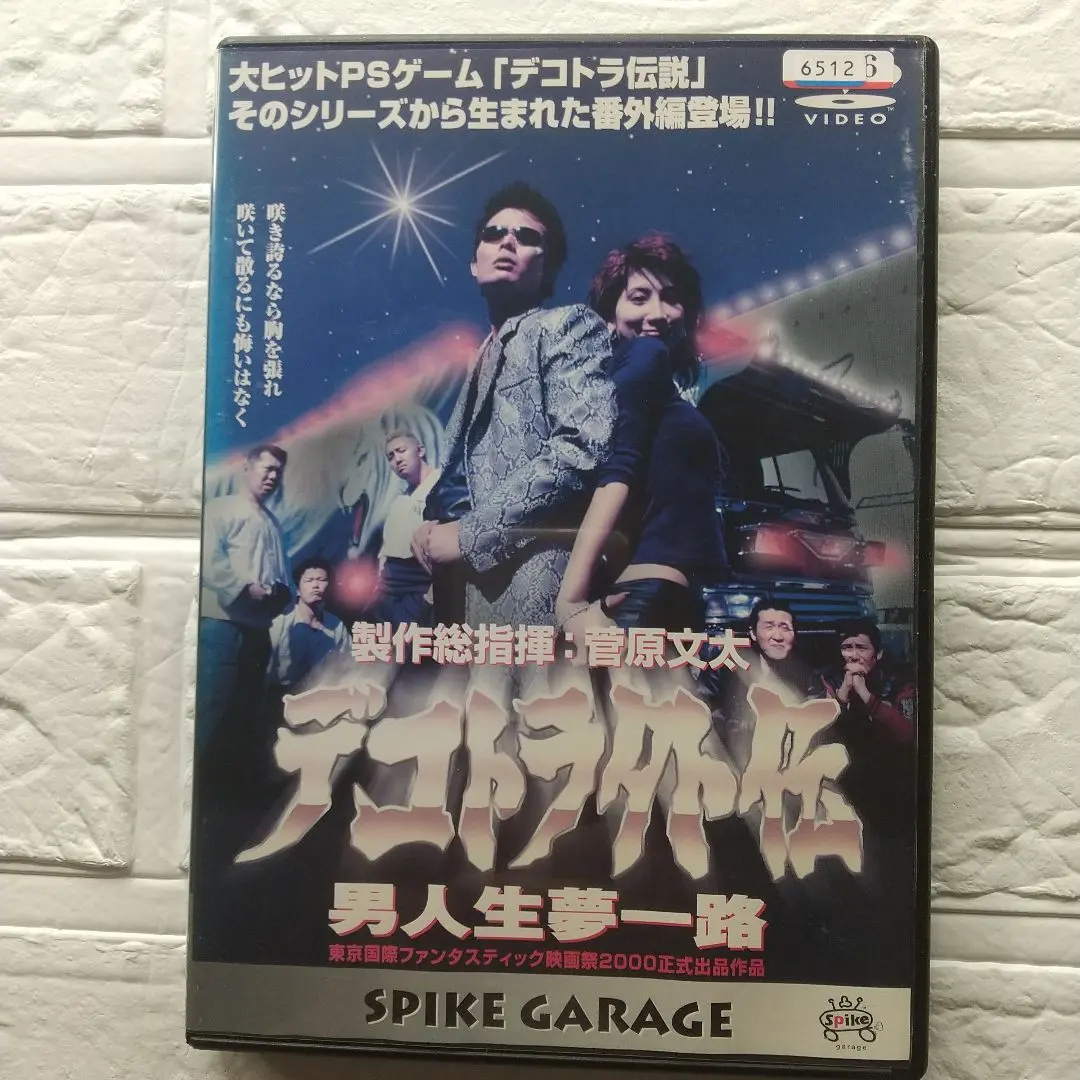 大ヒットPSゲーム「デコトラ伝説」
そのシリーズから生まれた番外編登場!!
6512
6
VIDEO
咲き誇るなら胸を張れ
咲いて散るにも悔いはなく
製作総指揮:菅原文太
デコトラ外伝
男人生夢一路
東京国際ファンタスティック映画祭2000正式出品作品
SPIKE GARAGE
Spike
garage